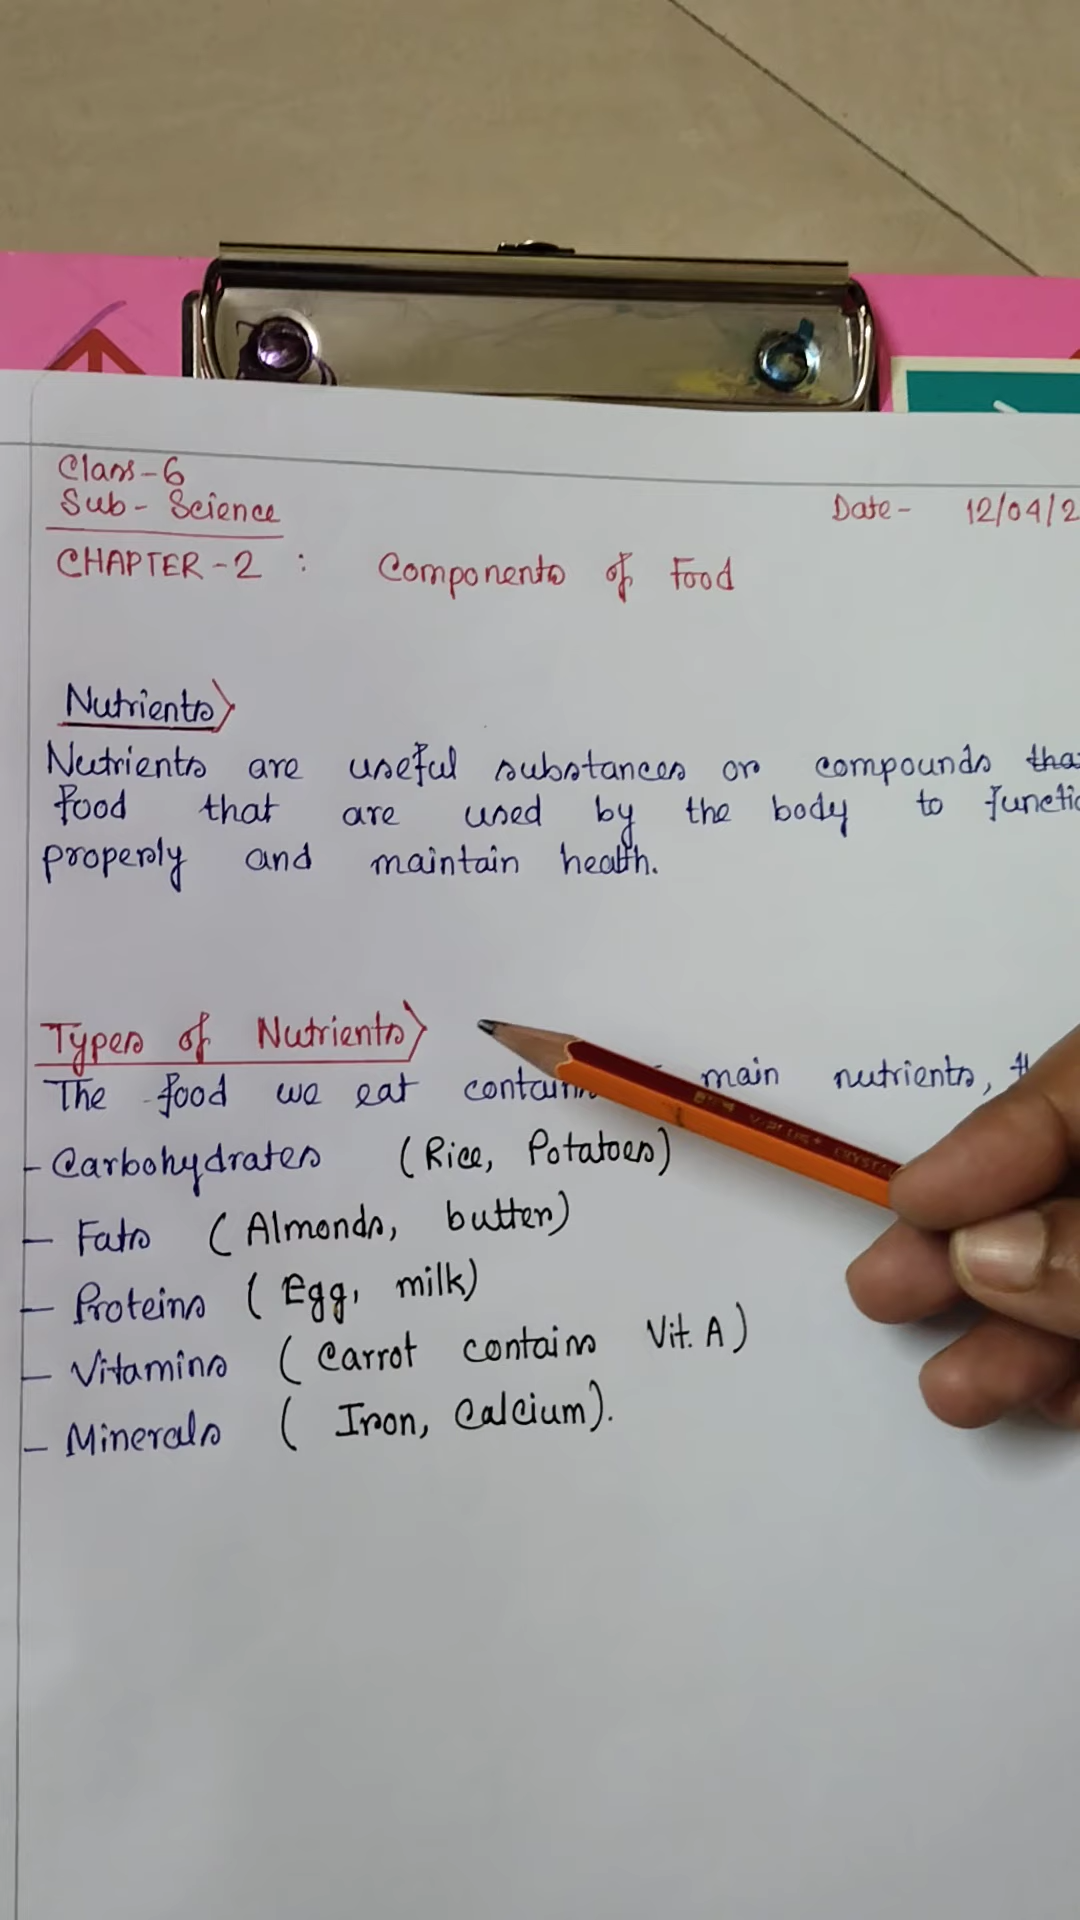 Class-6
Sub- Science
Date- 12/04/2
CHAPTER-2 : Components of Food
Nutrients
Nutrients are useful substances or compounds
food that are used by the body to
properly and maintain health.
Types of Nutrients
The food we eat main nutrients,
- Carbohydrates (Rice, Potatoes)
- Fats (Almonds, butter)
- Proteins (Egg, milk)
- Vitamins (Carrot contains Vit. A)
- Minerals (Iron, Calcium).